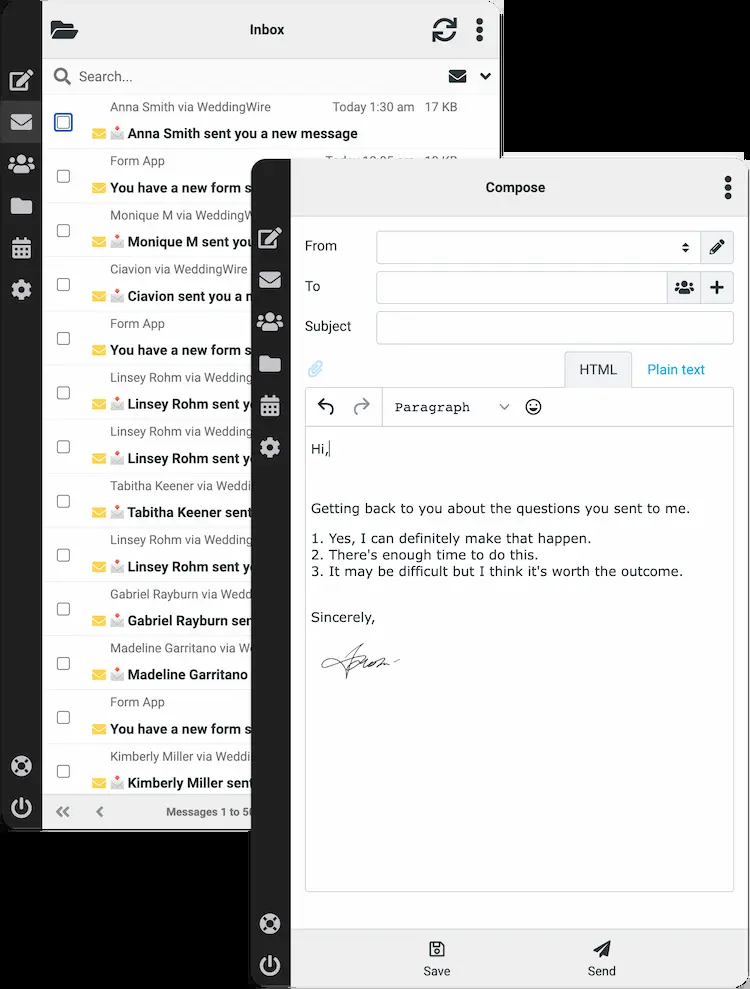 Inbox
Search...
Anna Smith via WeddingWire Today 1:30 am 17 KB
Anna Smith sent you a new message
Form App Today
You have a new form s
Monique M via WeddingW
Monique M sent you
Ciavion via WeddingWire
Ciavion sent you a n
Form App
You have a new form s
Linsey Rohm via Wedding
Linsey Rohm sent y
Linsey Rohm via Wedding
Linsey Rohm sent y
Tabitha Keener via Weddi
Tabitha Keener sent
Linsey Rohm via Wedding
Linsey Rohm sent y
Gabriel Rayburn via Wedd
Gabriel Rayburn sen
Madeline Garritano via W
Madeline Garritano
Form App
You have a new form s
Kimberly Miller via Weddi
Kimberly Miller sent
Messages 1 to 50
Compose
From
To
Subject
HTML Plain text
Paragraph
Hi,
Getting back to you about the questions you sent to me.
1. Yes, I can definitely make that happen.
2. There's enough time to do this.
3. It may be difficult but I think it's worth the outcome.
Sincerely,
Save Send